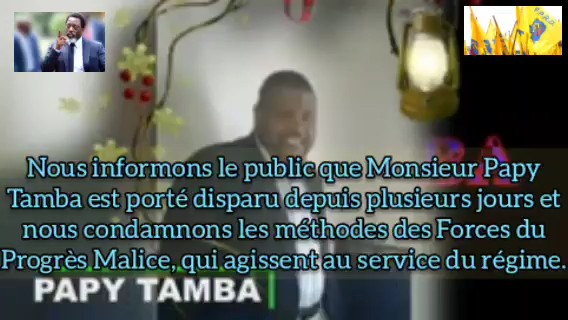 Nous informons le public que Monsieur Papy
Tamba est porté disparu depuis plusieurs jours et
nous condamnons les méthodes des Forces du
Progrès Malice, qui agissent au service du régime.
PAPY TAMBA